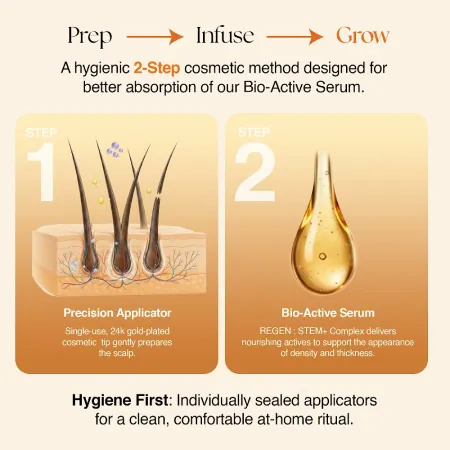 Prep → Infuse → Grow
A hygienic 2-Step cosmetic method designed for
better absorption of our Bio-Active Serum.
STEP
1
Precision Applicator
Single-use, 24k gold-plated
cosmetic tip gently prepares
the scalp.
STEP
2
Bio-Active Serum
REGEN : STEM+ Complex delivers
nourishing actives to support the appearance
of density and thickness.
Hygiene First: Individually sealed applicators
for a clean, comfortable at-home ritual.